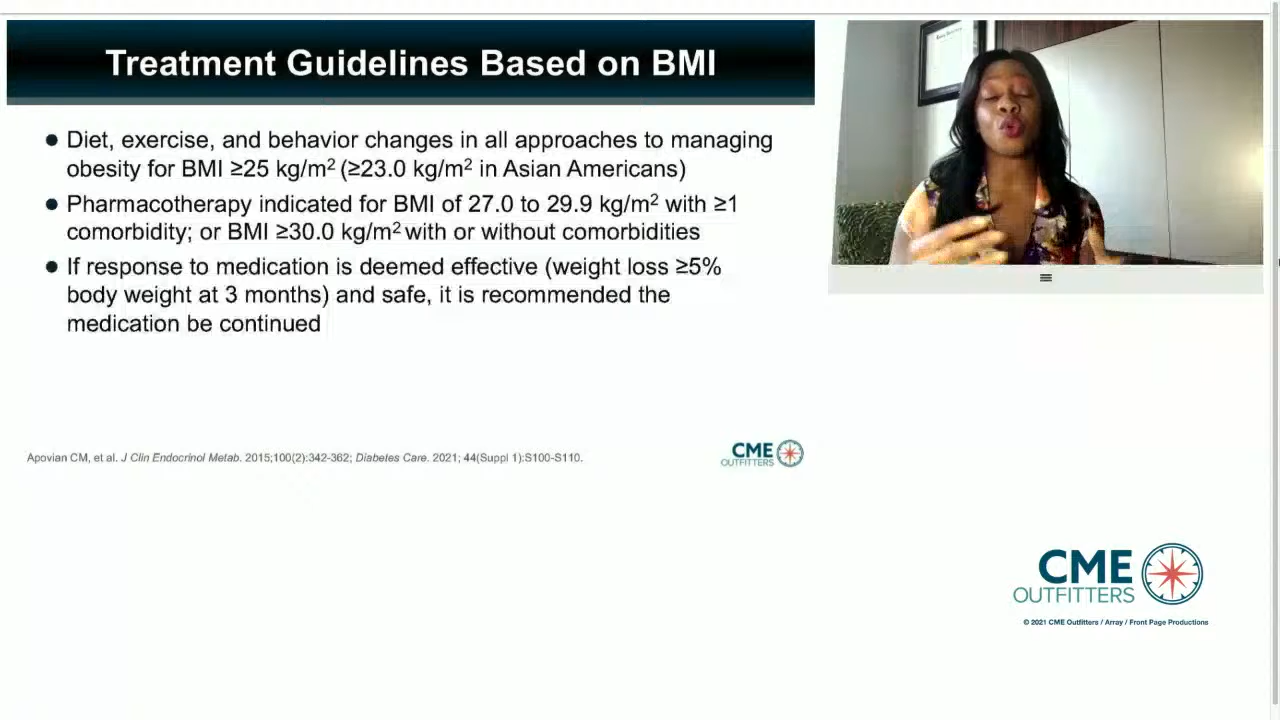 Treatment Guidelines Based on BMI
● Diet, exercise, and behavior changes in all approaches to managing
obesity for BMI ≥25 kg/m² (≥23.0 kg/m² in Asian Americans)
● Pharmacotherapy indicated for BMI of 27.0 to 29.9 kg/m² with ≥1
comorbidity; or BMI ≥30.0 kg/m² with or without comorbidities
● If response to medication is deemed effective (weight loss ≥5%
body weight at 3 months) and safe, it is recommended the
medication be continued
Apovian CM, et al. J Clin Endocrinol Metab. 2015;100(2):342-362; Diabetes Care. 2021; 44(Suppl 1):S100-S110.
CME
OUTFITTERS
CME
OUTFITTERS
© 2021 CME Outfitters / Array / Front Page Productions